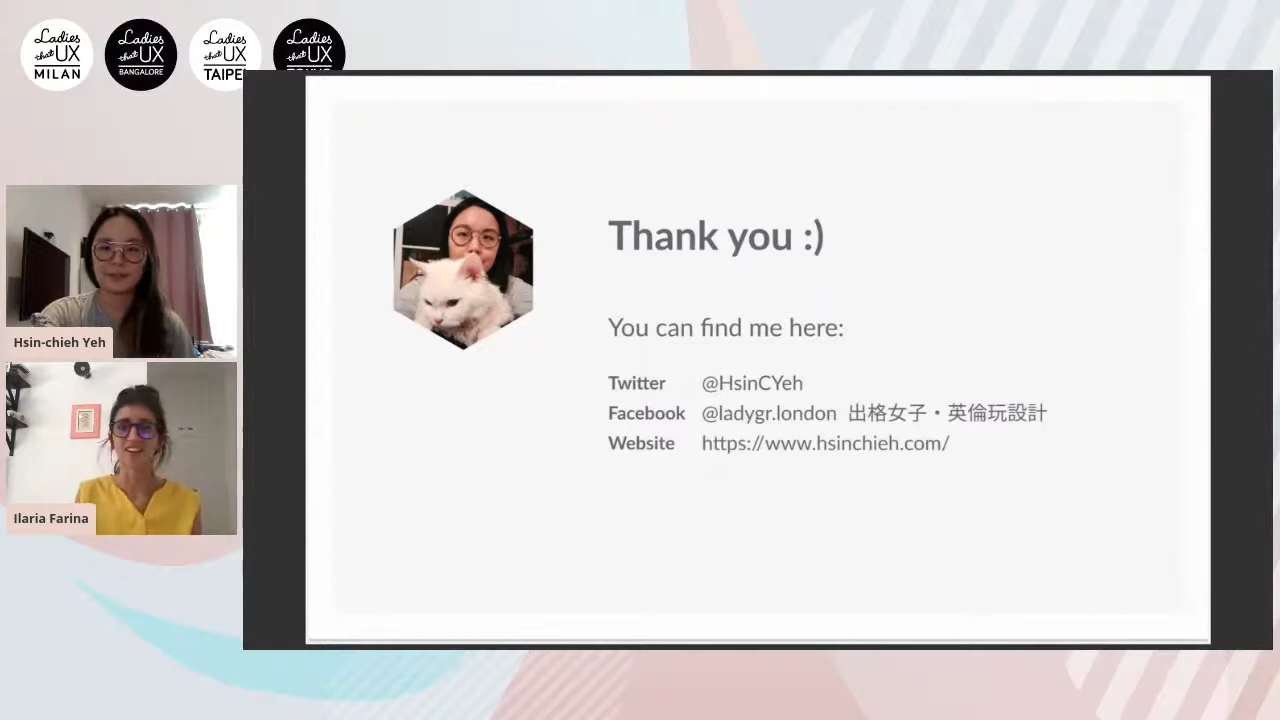 Ladies
that UX
MILAN
Ladies
that UX
BANGALORE
Ladies
that UX
TAIPE
Ladies
that UX
Thank you :)
You can find me here:
Twitter @HsinCYeh
Facebook @ladygr.london 出格女子・英倫玩設計
Website https://www.hsinchieh.com/
Hsin-chieh Yeh
Ilaria Farina